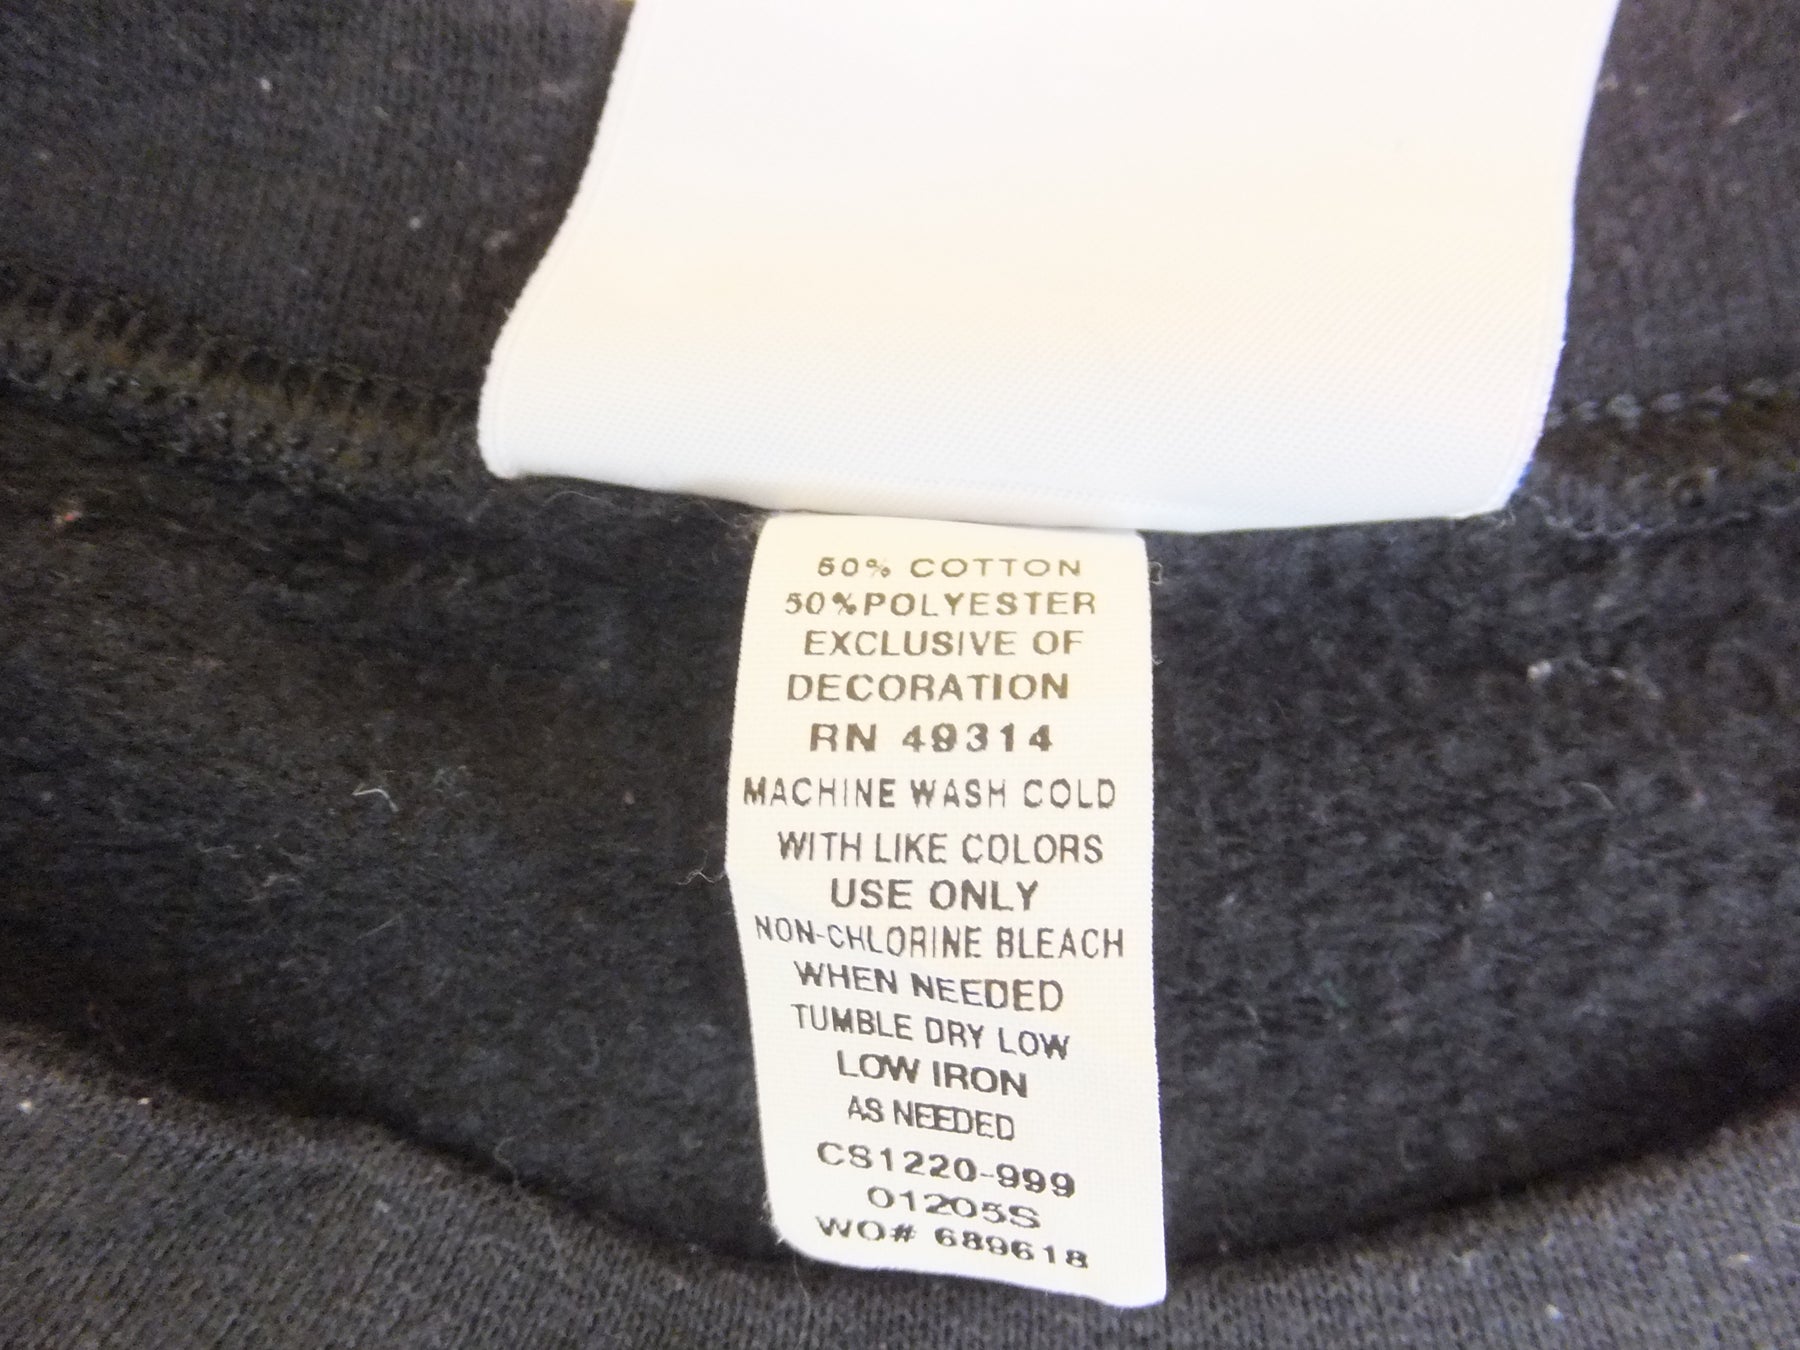 50% COTTON
50%POLYESTER
EXCLUSIVE OF
DECORATION
RN 49314
MACHINE WASH COLD
WITH LIKE COLORS
USE ONLY
NON-CHLORINE BLEACH
WHEN NEEDED
TUMBLE DRY LOW
LOW IRON
AS NEEDED
CS1220-999
01205S
WO# 689618